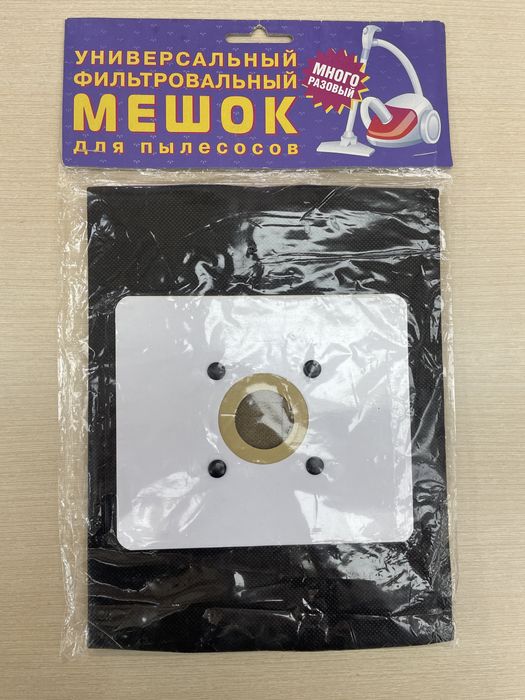 УНИВЕРСАЛЬНЫЙ
ФИЛЬТРОВАЛЬНЫЙ
МЕШОК
для пылесосов
МНОГО
РАЗОВЫЙ